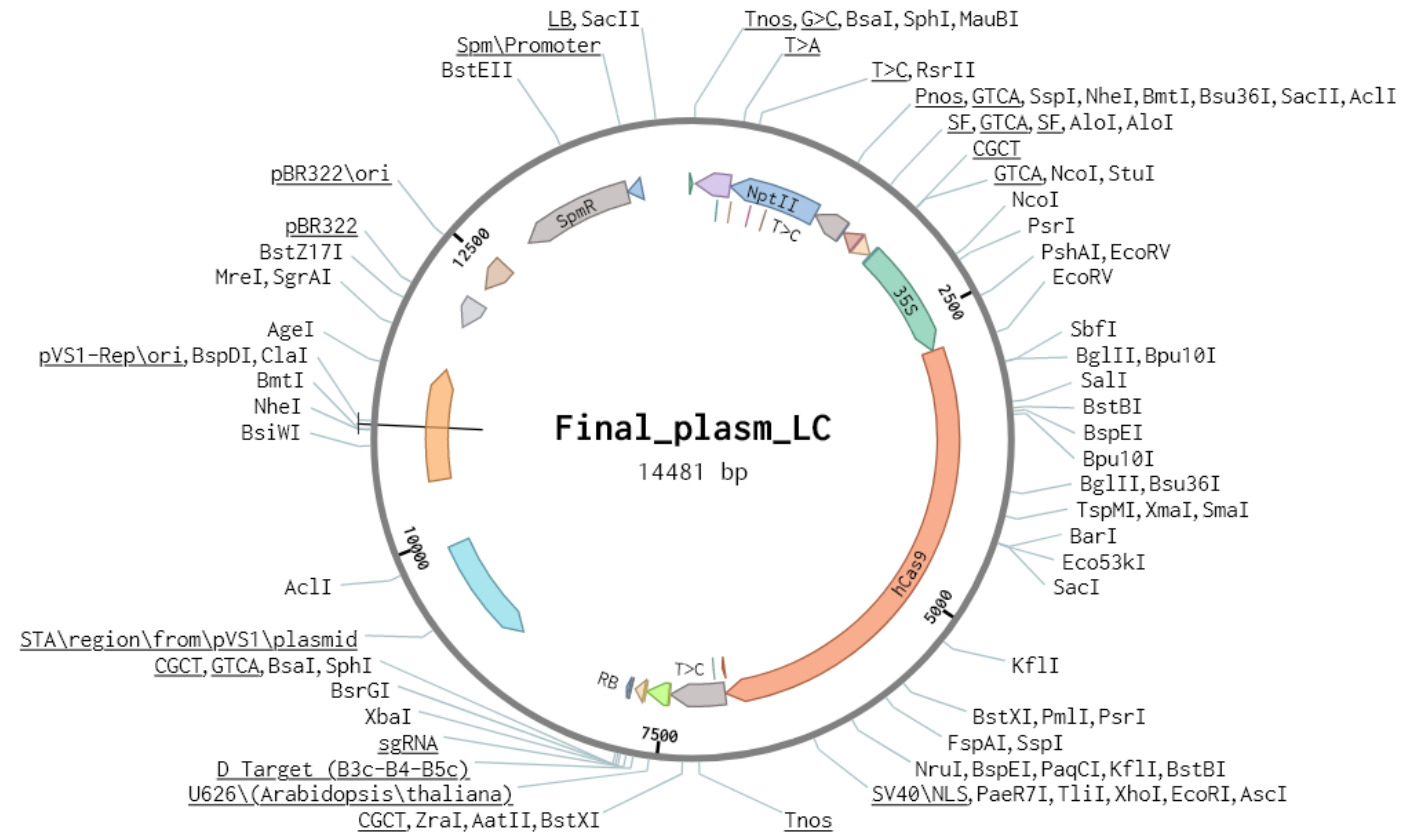 LB, SacII
Spm\Promoter
BstEII
pBR322\ori
pBR322
BstZ17I
MreI, SgrAI
AgeI
pVS1-Rep\ori, BspDI, ClaI
BmtI
NheI
BsiWI
AclI
STA\region\from\pVS1\plasmid
CGCT, GTCA, BsaI, SphI
BsrGI
XbaI
sgRNA
D Target (B3c-B4-B5c)
U626\(Arabidopsis\thaliana)
CGCT, ZraI, AatII, BstXI
Tnos, G>C, BsaI, SphI, MauBI
T>A
T>C, RsrII
Pnos, GTCA, SspI, NheI, BmtI, Bsu36I, SacII, AclI
SF, GTCA, SF, AloI, AloI
CGCT
GTCA, NcoI, StuI
NcoI
PsrI
PshAI, EcoRV
EcoRV
SbfI
BglII, Bpu10I
SalI
BstBI
BspEI
Bpu10I
BglII, Bsu36I
TspMI, XmaI, SmaI
BarI
Eco53kI
SacI
KflI
BstXI, PmlI, PsrI
FspAI, SspI
NruI, BspEI, PaqCI, KflI, BstBI
SV40\NLS, PaeR7I, TliI, XhoI, EcoRI, AscI
Tnos
SpmR
NptII
T>C
35S
hCas9
T>C
RB
2500
5000
7500
10000
12500
Final_plasm_LC
14481 bp